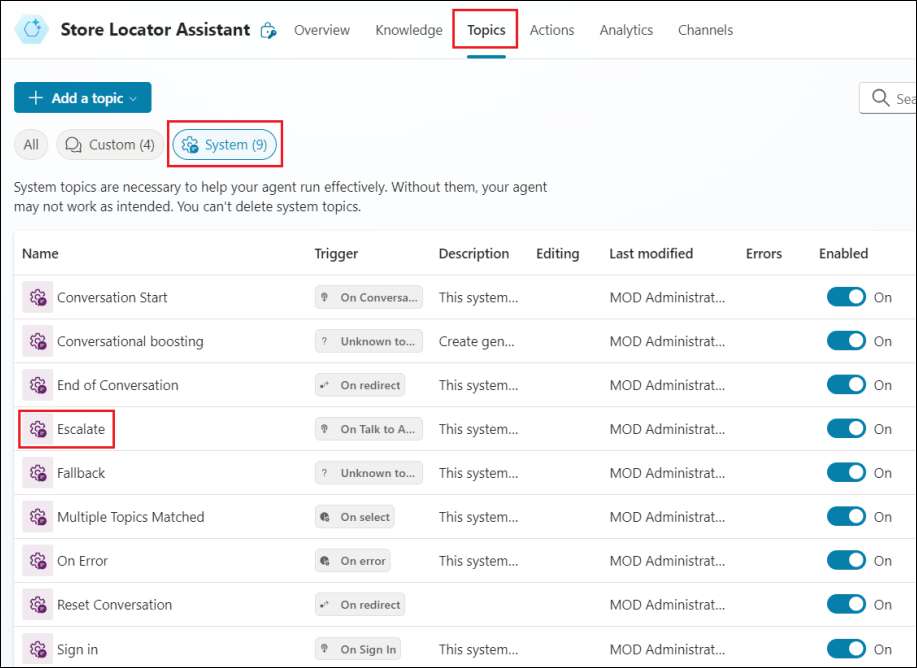 Store Locator Assistant Overview Knowledge Topics Actions Analytics Channels
Add a topic
Sea
All Custom (4) System (9)
System topics are necessary to help your agent run effectively. Without them, your agent
may not work as intended. You can't delete system topics.
Name Trigger Description Editing Last modified Errors Enabled
Conversation Start On Conversa... This system... MOD Administrat... On
Conversational boosting ? Unknown to... Create gen... MOD Administrat... On
End of Conversation On redirect This system... MOD Administrat... On
Escalate On Talk to A... This system... MOD Administrat... On
Fallback ? Unknown to... This system... MOD Administrat... On
Multiple Topics Matched On select This system... MOD Administrat... On
On Error On error This system... MOD Administrat... On
Reset Conversation On redirect MOD Administrat... On
Sign in On Sign In This system... MOD Administrat... On